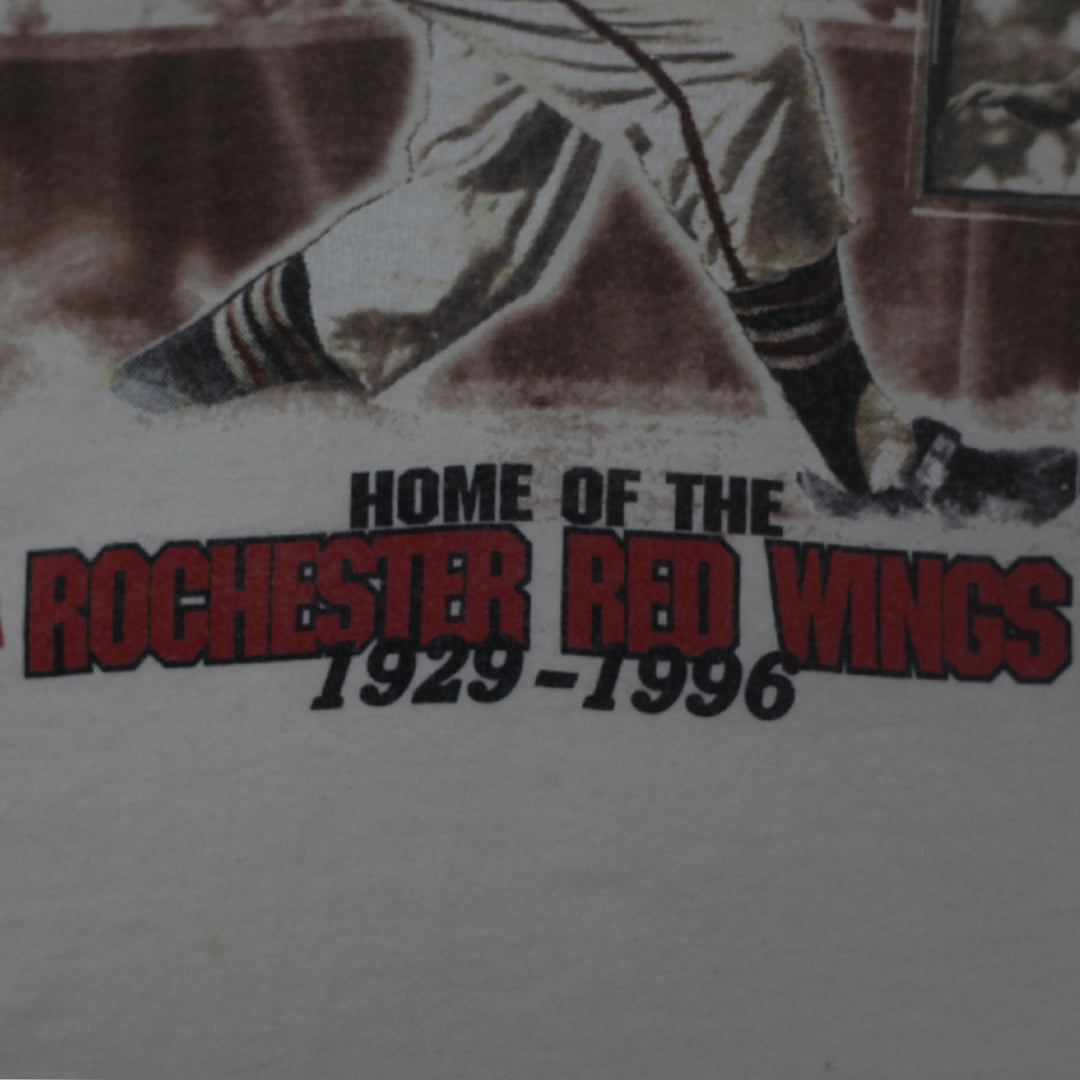 HOME OF THE
ROCHESTER RED WINGS
1929-1996